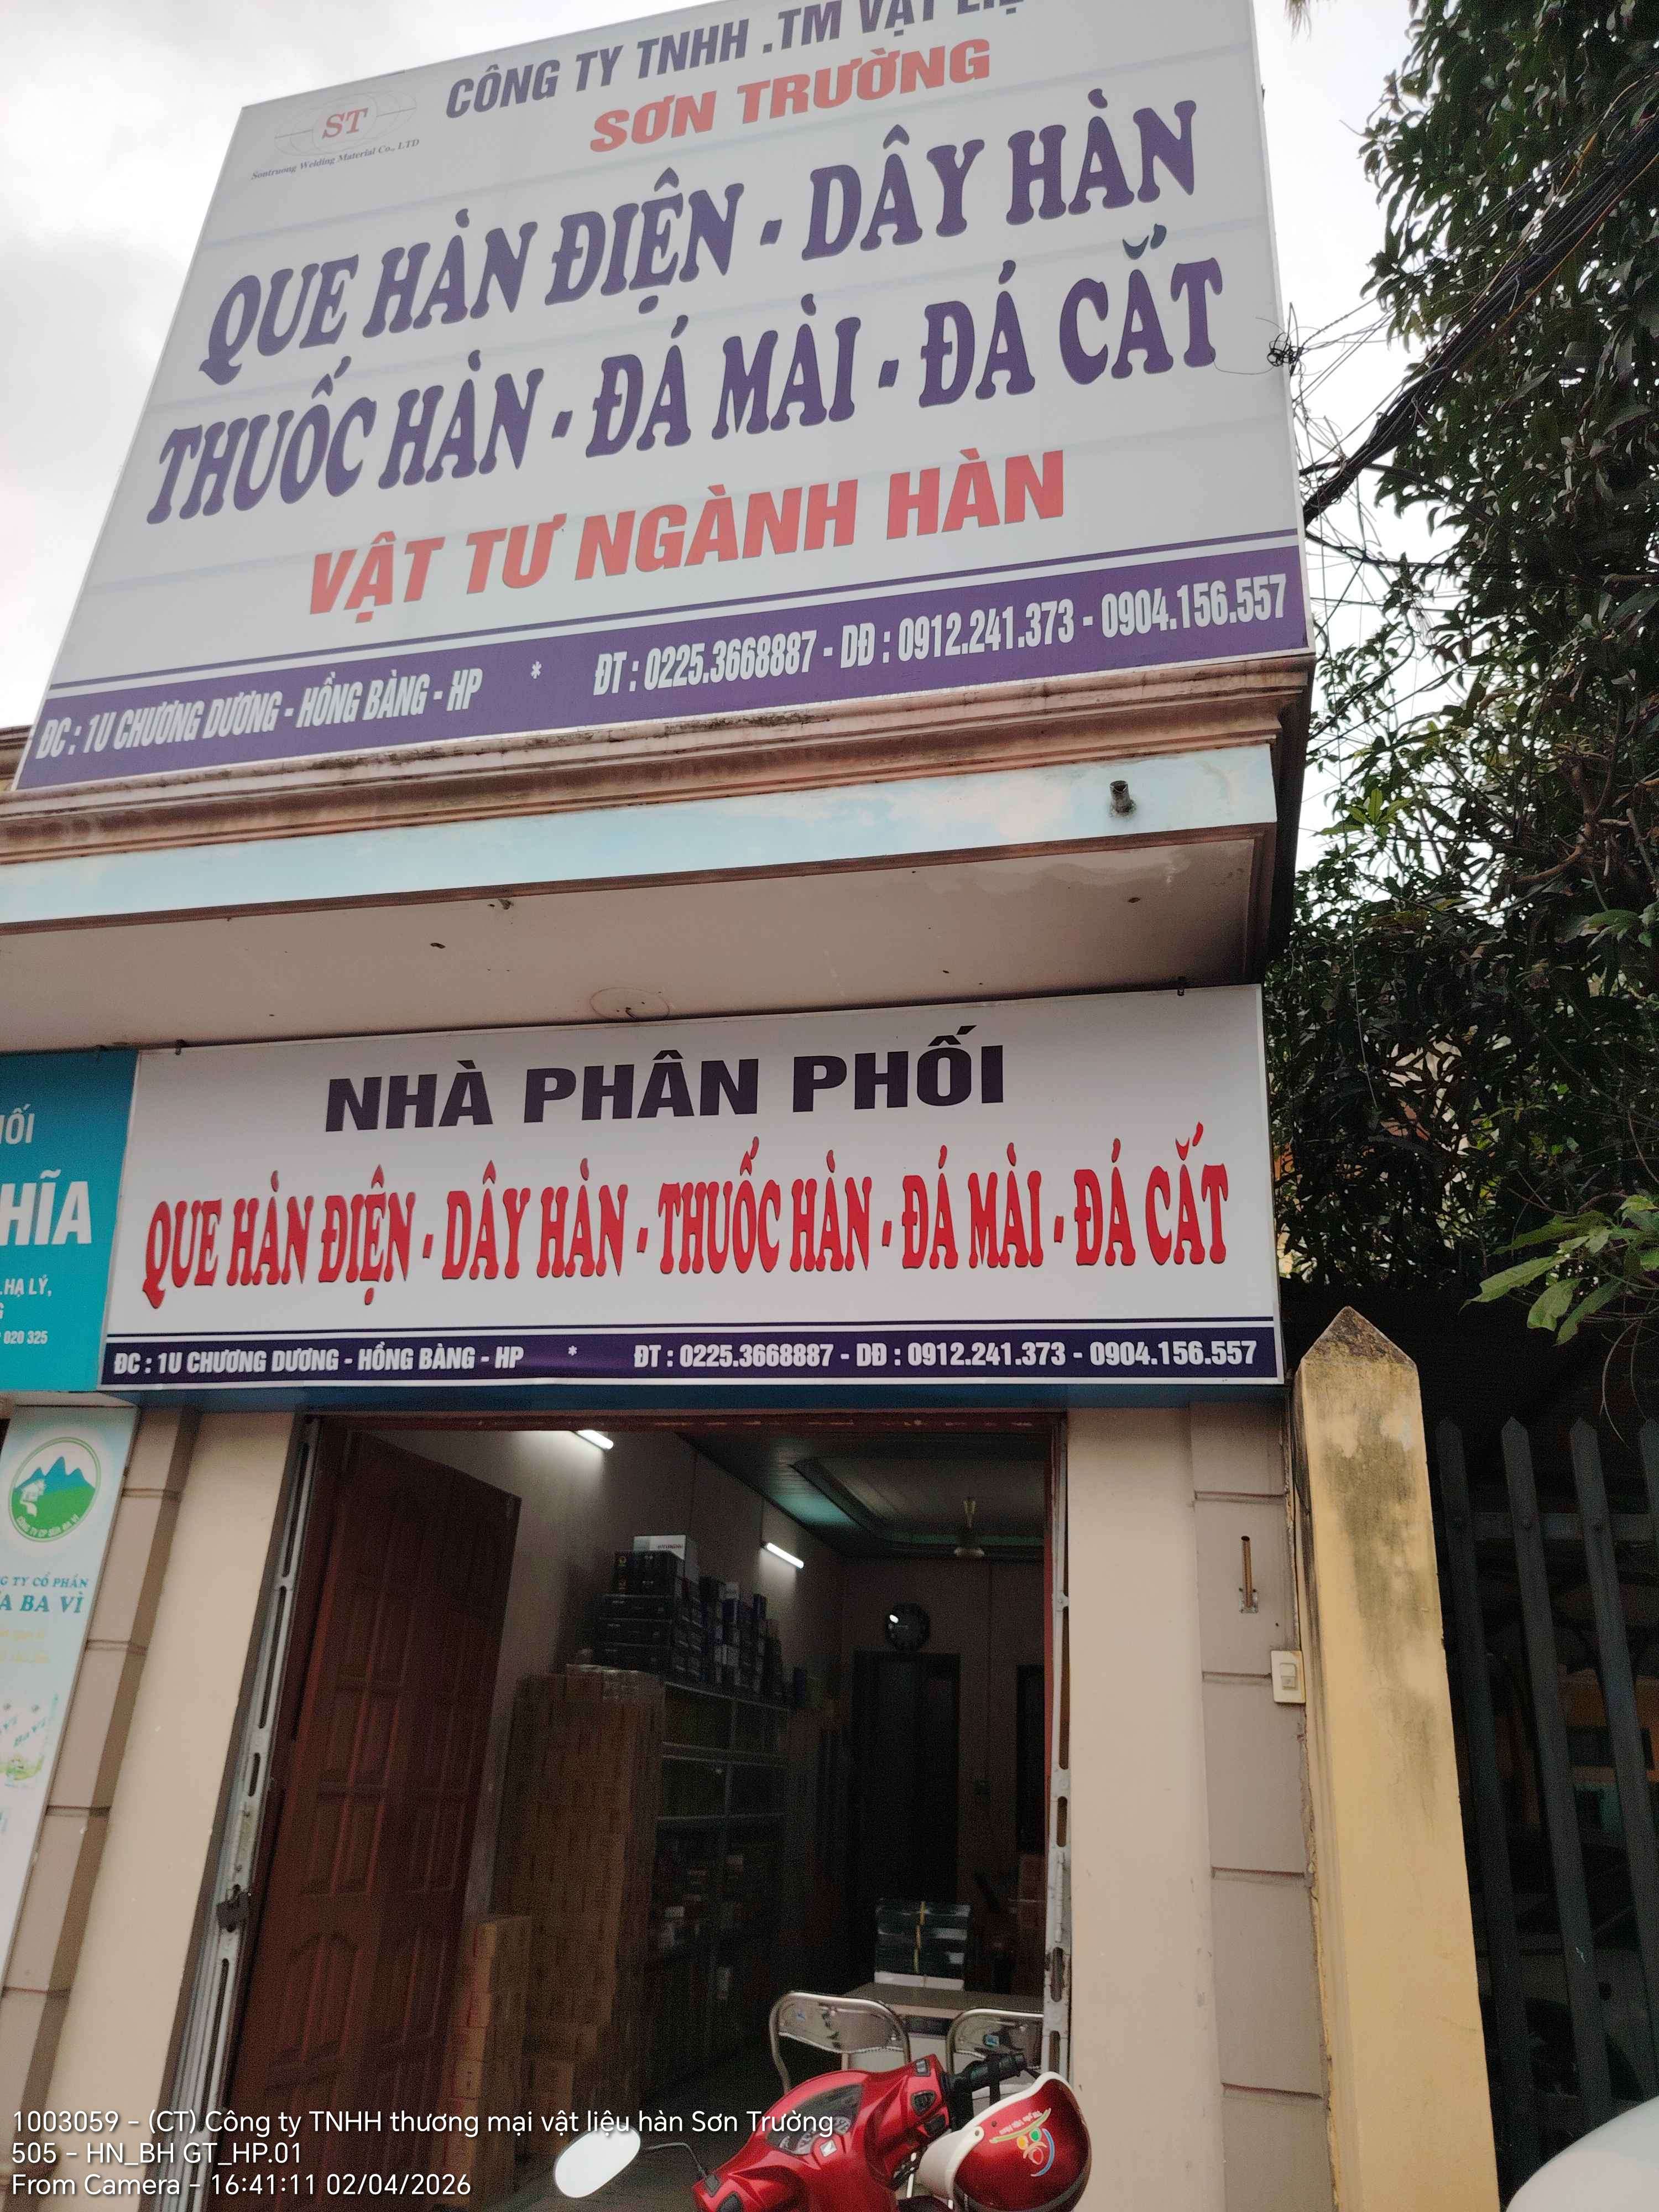 CÔNG TY TNHH .TM VẬT LIỆ
SƠN TRƯỜNG
ST
Sontruong Welding Material Co., LTD
QUE HÀN ĐIỆN - DÂY HÀN
THUỐC HÀN - ĐÁ MÀI - ĐÁ CẮT
VẬT TƯ NGÀNH HÀN
ĐC : 1U CHƯƠNG DƯƠNG - HỒNG BÀNG - HP * ĐT : 0225.3668887 - DĐ : 0912.241.373 - 0904.156.557
NHÀ PHÂN PHỐI
QUE HÀN ĐIỆN - DÂY HÀN - THUỐC HÀN - ĐÁ MÀI - ĐÁ CẮT
ĐC : 1U CHƯƠNG DƯƠNG - HỒNG BÀNG - HP * ĐT : 0225.3668887 - DĐ : 0912.241.373 - 0904.156.557
HĨA
.HẠ LÝ,
020 325
G TY CỔ PHẦN
A BA VÌ
HYUNDAI
1003059 - (CT) Công ty TNHH thương mại vật liệu hàn Sơn Trường
505 - HN_BH GT_HP.01
From Camera - 16:41:11 02/04/2026